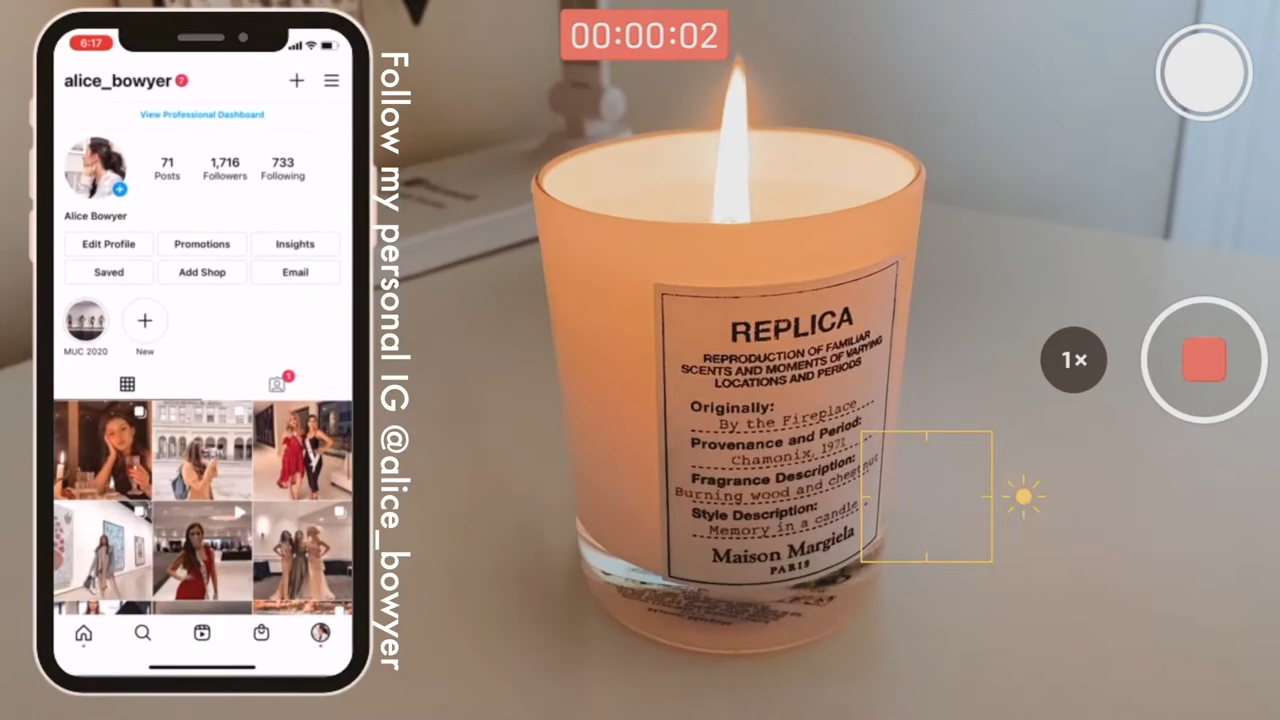 6:17
alice_bowyer 7
View Professional Dashboard
71
Posts
1,716
Followers
733
Following
Alice Bowyer
Edit Profile
Promotions
Insights
Saved
Add Shop
Email
MUC 2020
New
1
Follow my personal IG @alice_bowyer
00:00:02
REPLICA
REPRODUCTION OF FAMILIAR
SCENTS AND MOMENTS OF VARYING
LOCATIONS AND PERIODS
Originally:
By the Fireplace
Provenance and Period:
Chamonix, 1971
Fragrance Description:
Burning wood and chestnut
Style Description:
Memory in a candle
Maison Margiela
PARIS
1×